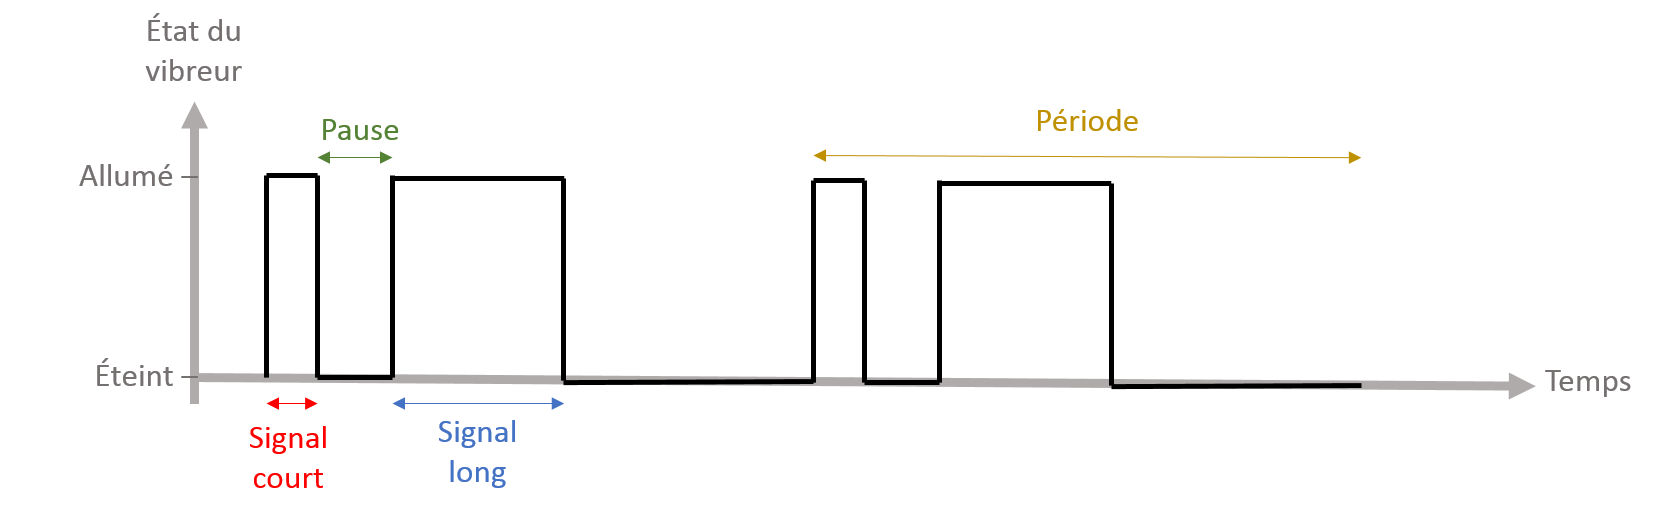 État du
vibreur
Période
Pause
Allumé
Éteint
Temps
Signal
court
Signal
long